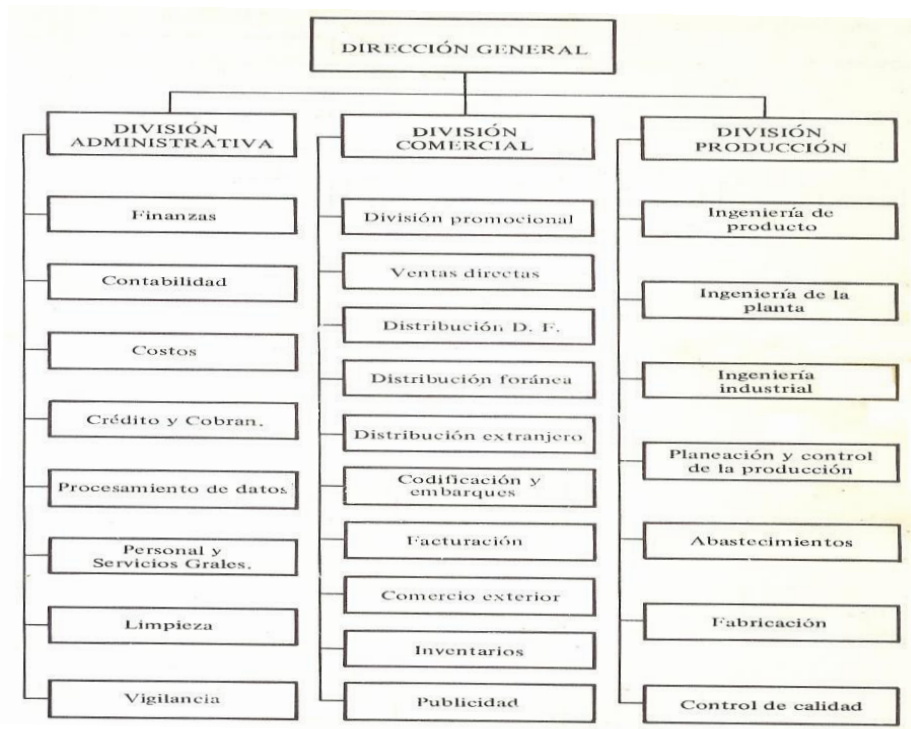 DIRECCIÓN GENERAL
DIVISIÓN
ADMINISTRATIVA
Finanzas
Contabilidad
Costos
Crédito y Cobran.
Procesamiento de datos
Personal y
Servicios Grales.
Limpieza
Vigilancia
DIVISIÓN
COMERCIAL
División promocional
Ventas directas
Distribución D. F.
Distribución foránea
Distribución extranjero
Codificación y
embarques
Facturación
Comercio exterior
Inventarios
Publicidad
DIVISIÓN
PRODUCCIÓN
Ingeniería de
producto
Ingeniería de la
planta
Ingeniería
industrial
Planeación y control
de la producción
Abastecimientos
Fabricación
Control de calidad